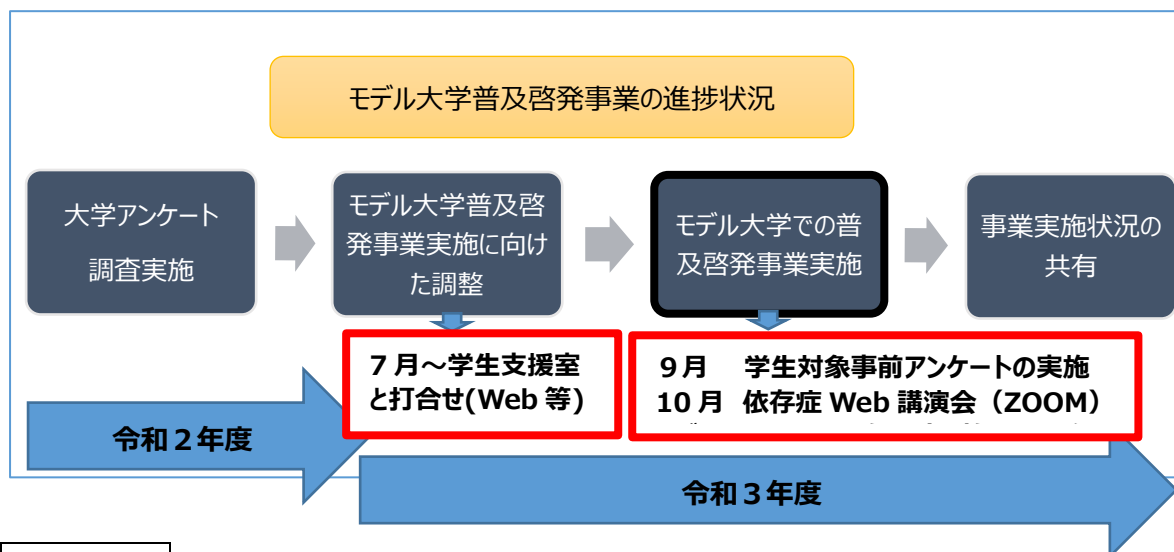 モデル大学普及啓発事業の進捗状況
大学アンケート
調査実施
モデル大学普及啓
発事業実施に向け
た調整
モデル大学での普
及啓発事業実施
事業実施状況の
共有
7月～学生支援室
と打合せ(Web 等)
9月 学生対象事前アンケートの実施
10月 依存症 Web 講演会（ZOOM）
令和２年度
令和３年度